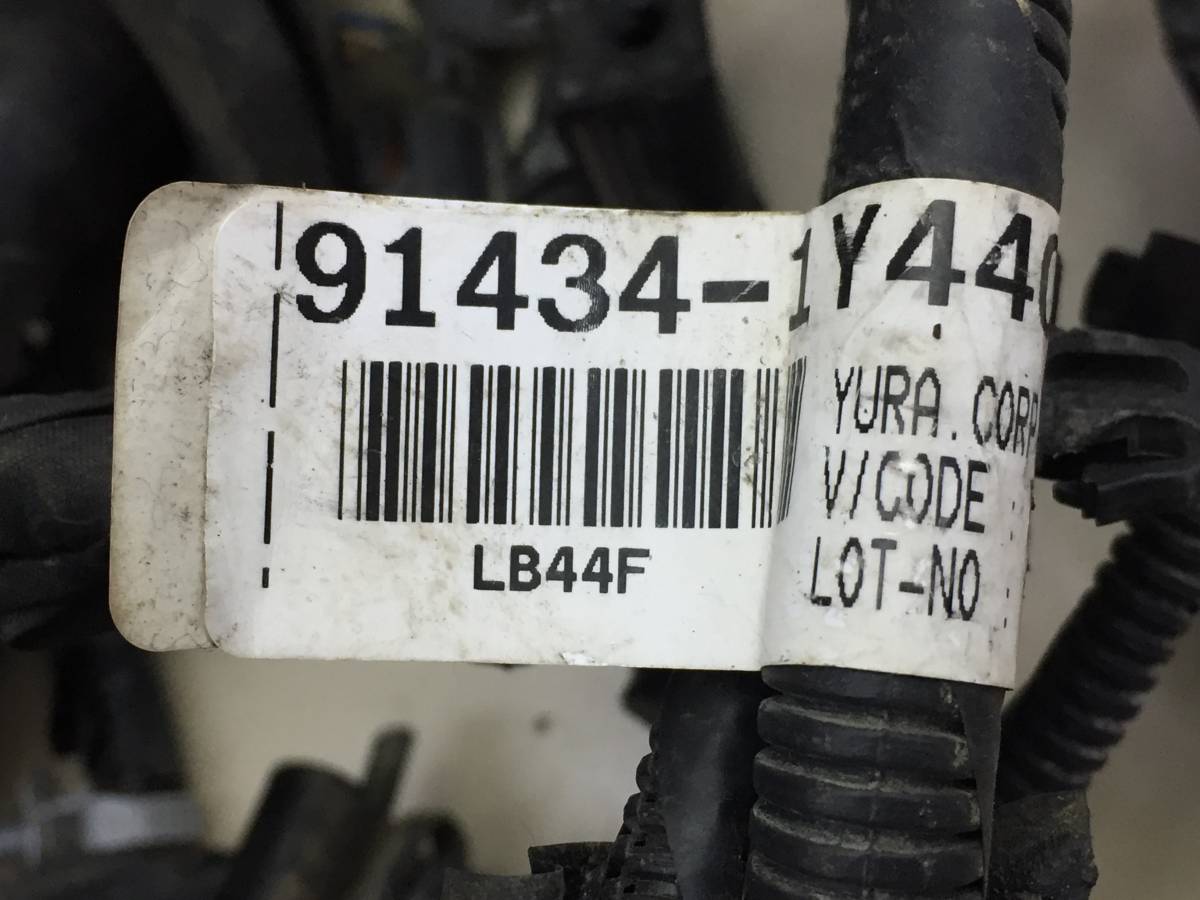 91434-1Y440
YURA.CORP
V/CODE :
LOT-NO :
LB44F